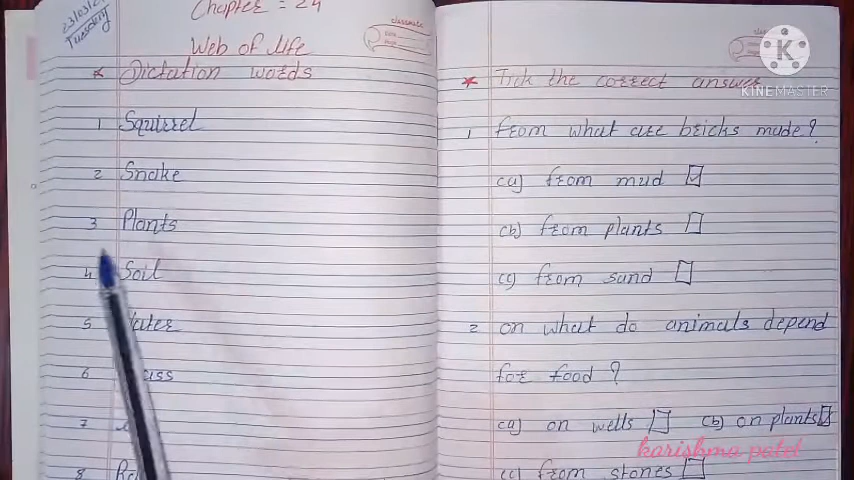 Tuesday
Chapter = 24
Web of life
Dictation words
1 Squirrel
2 Snake
3 Plants
4 Soil
5
6
7
8
classmate
Tick the correct answer
1 from what are bricks made?
(a) from mud
(b) from plants
(c) from sand
2 on what do animals depend
for food ?
(a) on wells (b) on plants
(c) from stones
K
KINEMASTER
karishma patel